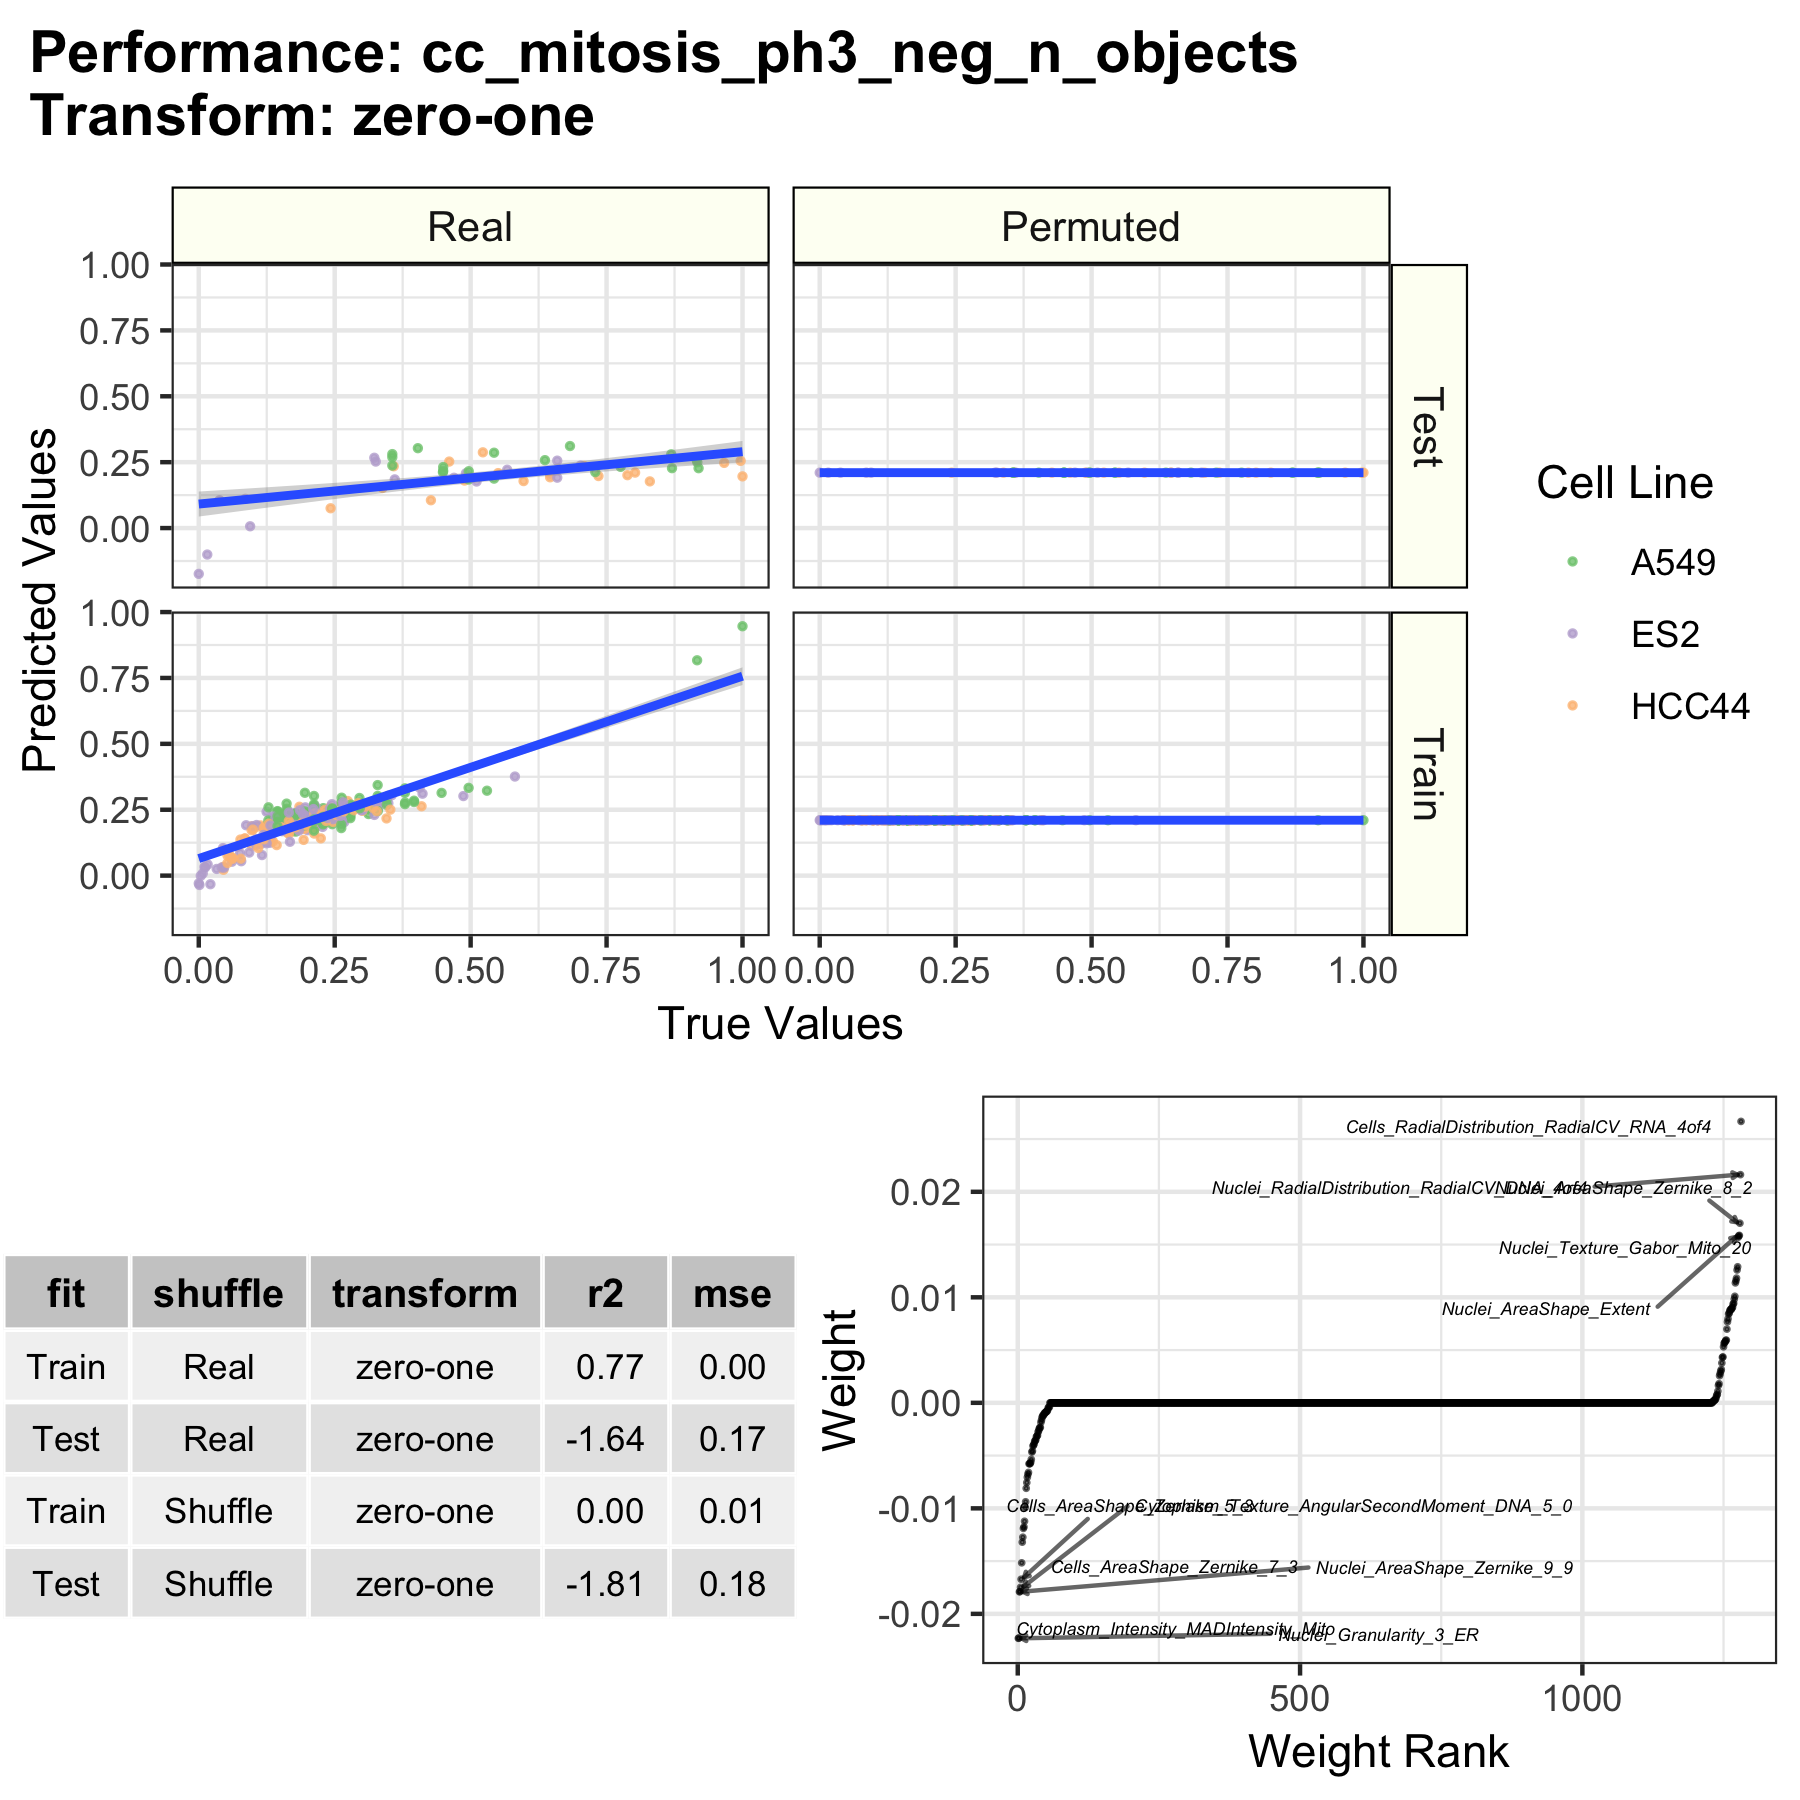 Performance: cc_mitosis_ph3_neg_n_objects
Transform: zero-one
Real
Permuted
1.00
0.75
0.50
0.25
0.00
Test
1.00
0.75
0.50
0.25
0.00
Train
Predicted Values
0.00 0.25 0.50 0.75 1.00
0.00 0.25 0.50 0.75 1.00
True Values
Cell Line
A549
ES2
HCC44
fit shuffle transform r2 mse
Train Real zero-one 0.77 0.00
Test Real zero-one -1.64 0.17
Train Shuffle zero-one 0.00 0.01
Test Shuffle zero-one -1.81 0.18
Weight
0.02
0.01
0.00
-0.01
-0.02
Cells_RadialDistribution_RadialCV_RNA_4of4
Nuclei_RadialDistribution_RadialCV_DNA_4of4
Nuclei_AreaShape_Zernike_8_2
Nuclei_Texture_Gabor_Mito_20
Nuclei_AreaShape_Extent
Cells_AreaShape_Zernike_5_3
Cytoplasm_Texture_AngularSecondMoment_DNA_5_0
Cells_AreaShape_Zernike_7_3
Nuclei_AreaShape_Zernike_9_9
Cytoplasm_Intensity_MADIntensity_Mito
Nuclei_Granularity_3_ER
0 500 1000
Weight Rank